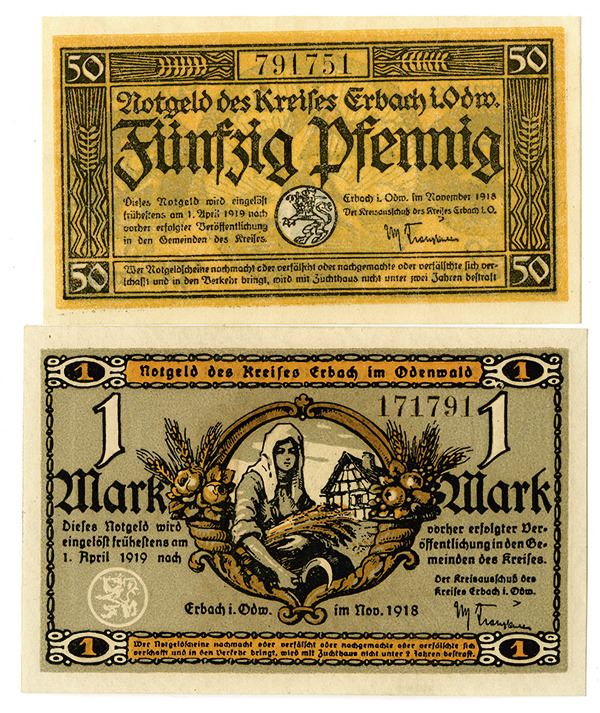 50 791751 50
Notgeld des Kreises Erbach i. Odw.
Fünfzig Pfennig
Dieses Notgeld wird eingelöst
frühestens am 1. April 1919 nach
vorher erfolgter Veröffentlichung
in den Gemeinden des Kreises.
Erbach i. Odw. im November 1918
Der Kreisausschuß des Kreises Erbach i. O.
50 50
Wer Notgeldscheine nachmacht oder verfälscht oder nachgemachte oder verfälschte sich ver-
schafft und in den Verkehr bringt, wird mit Zuchthaus nicht unter zwei Jahren bestraft
1 Notgeld des Kreises Erbach im Odenwald 1
171791
1 1
Mark Mark
Dieses Notgeld wird
eingelöst frühestens am
1. April 1919 nach
vorher erfolgter Ver-
öffentlichung in den Ge-
meinden des Kreises.
Der Kreisausschuß des
Kreises Erbach i. Odw.
Erbach i. Odw. im Nov. 1918
1 1
Wer Notgeldscheine nachmacht oder verfälscht oder nachgemachte oder verfälschte sich
verschafft und in den Verkehr bringt, wird mit Zuchthaus nicht unter 2 Jahren bestraft.